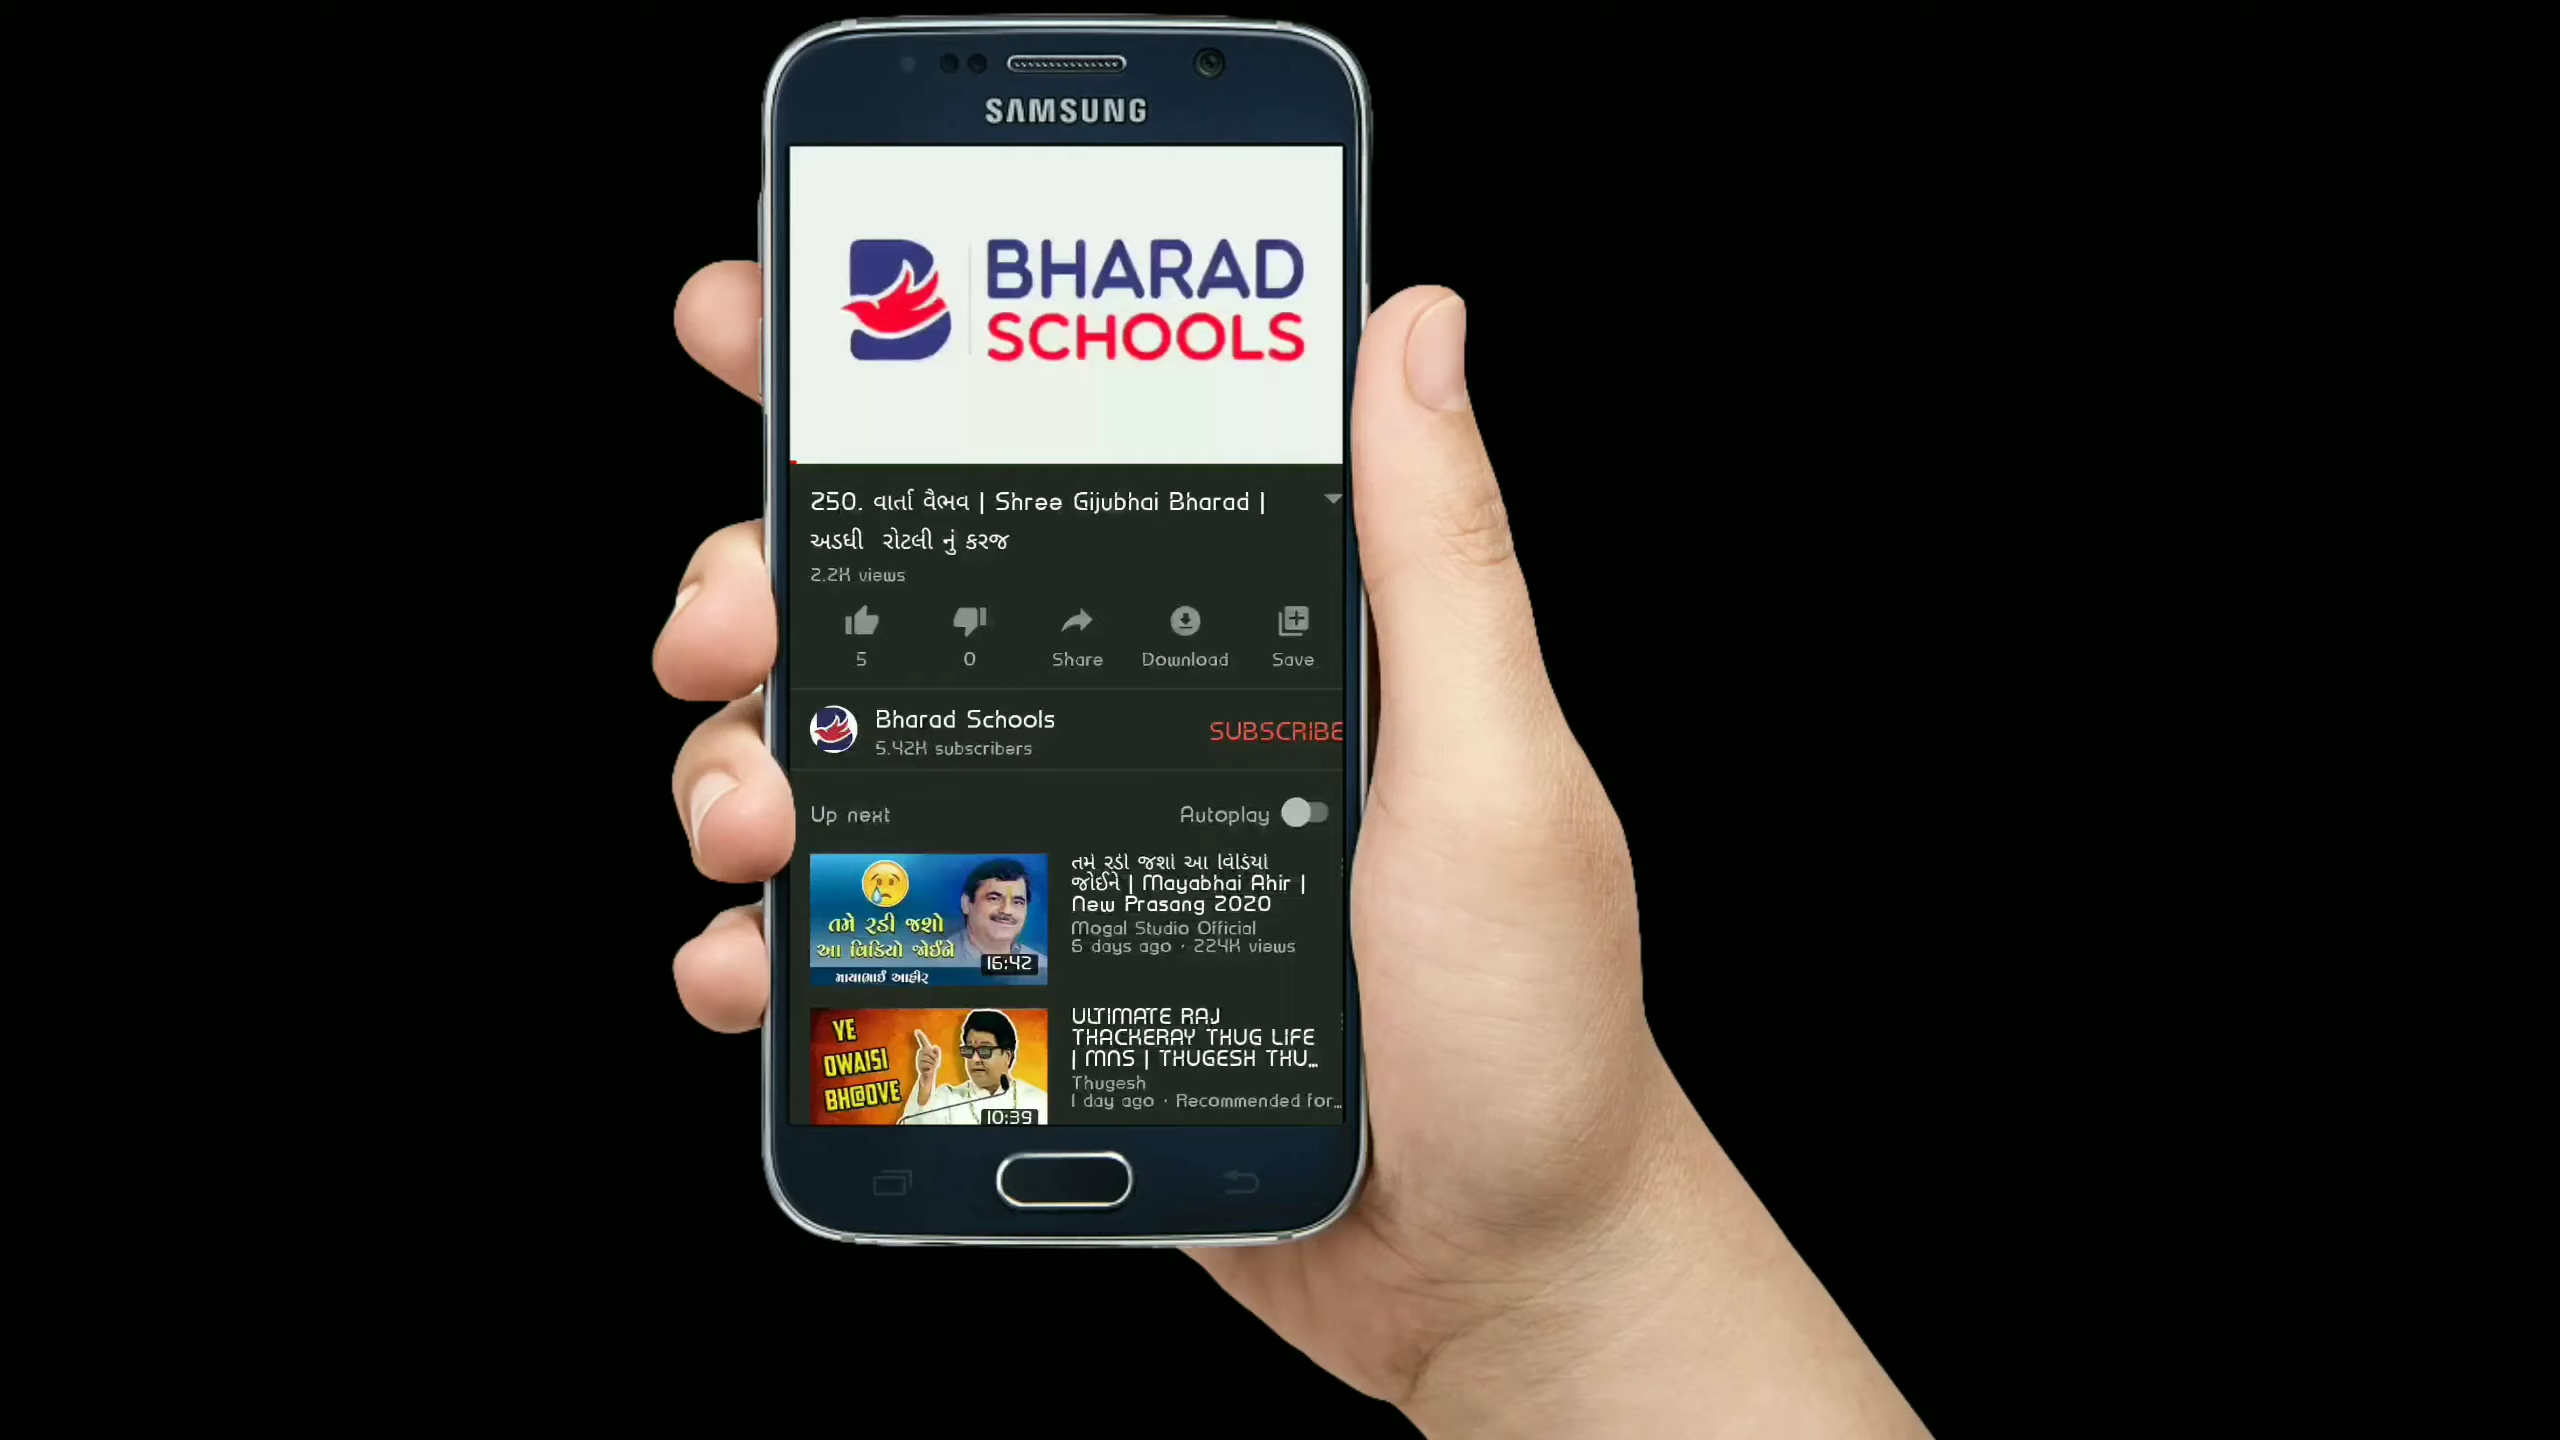 SAMSUNG
BHARAD
SCHOOLS
250. વાર્તા વૈભવ | Shree Gijubhai Bharad |
અડધી રોટલી નું કરજ
2.2K views
5
0
Share
Download
Save
Bharad Schools
5.42K subscribers
SUBSCRIBE
Up next
Autoplay
તમે રડી જશો
આ વિડિયો જોઈને
માયાભાઈ આહીર
16:42
તમે રડી જશો આ વિડિયો
જોઈને | Mayabhai Ahir |
New Prasang 2020
Mogal Studio Official
6 days ago · 224K views
YE
OWAISI
BH@OVE
10:39
ULTIMATE RAJ
THACKERAY THUG LIFE
| MNS | THUGESH THU...
Thugesh
1 day ago · Recommended for...